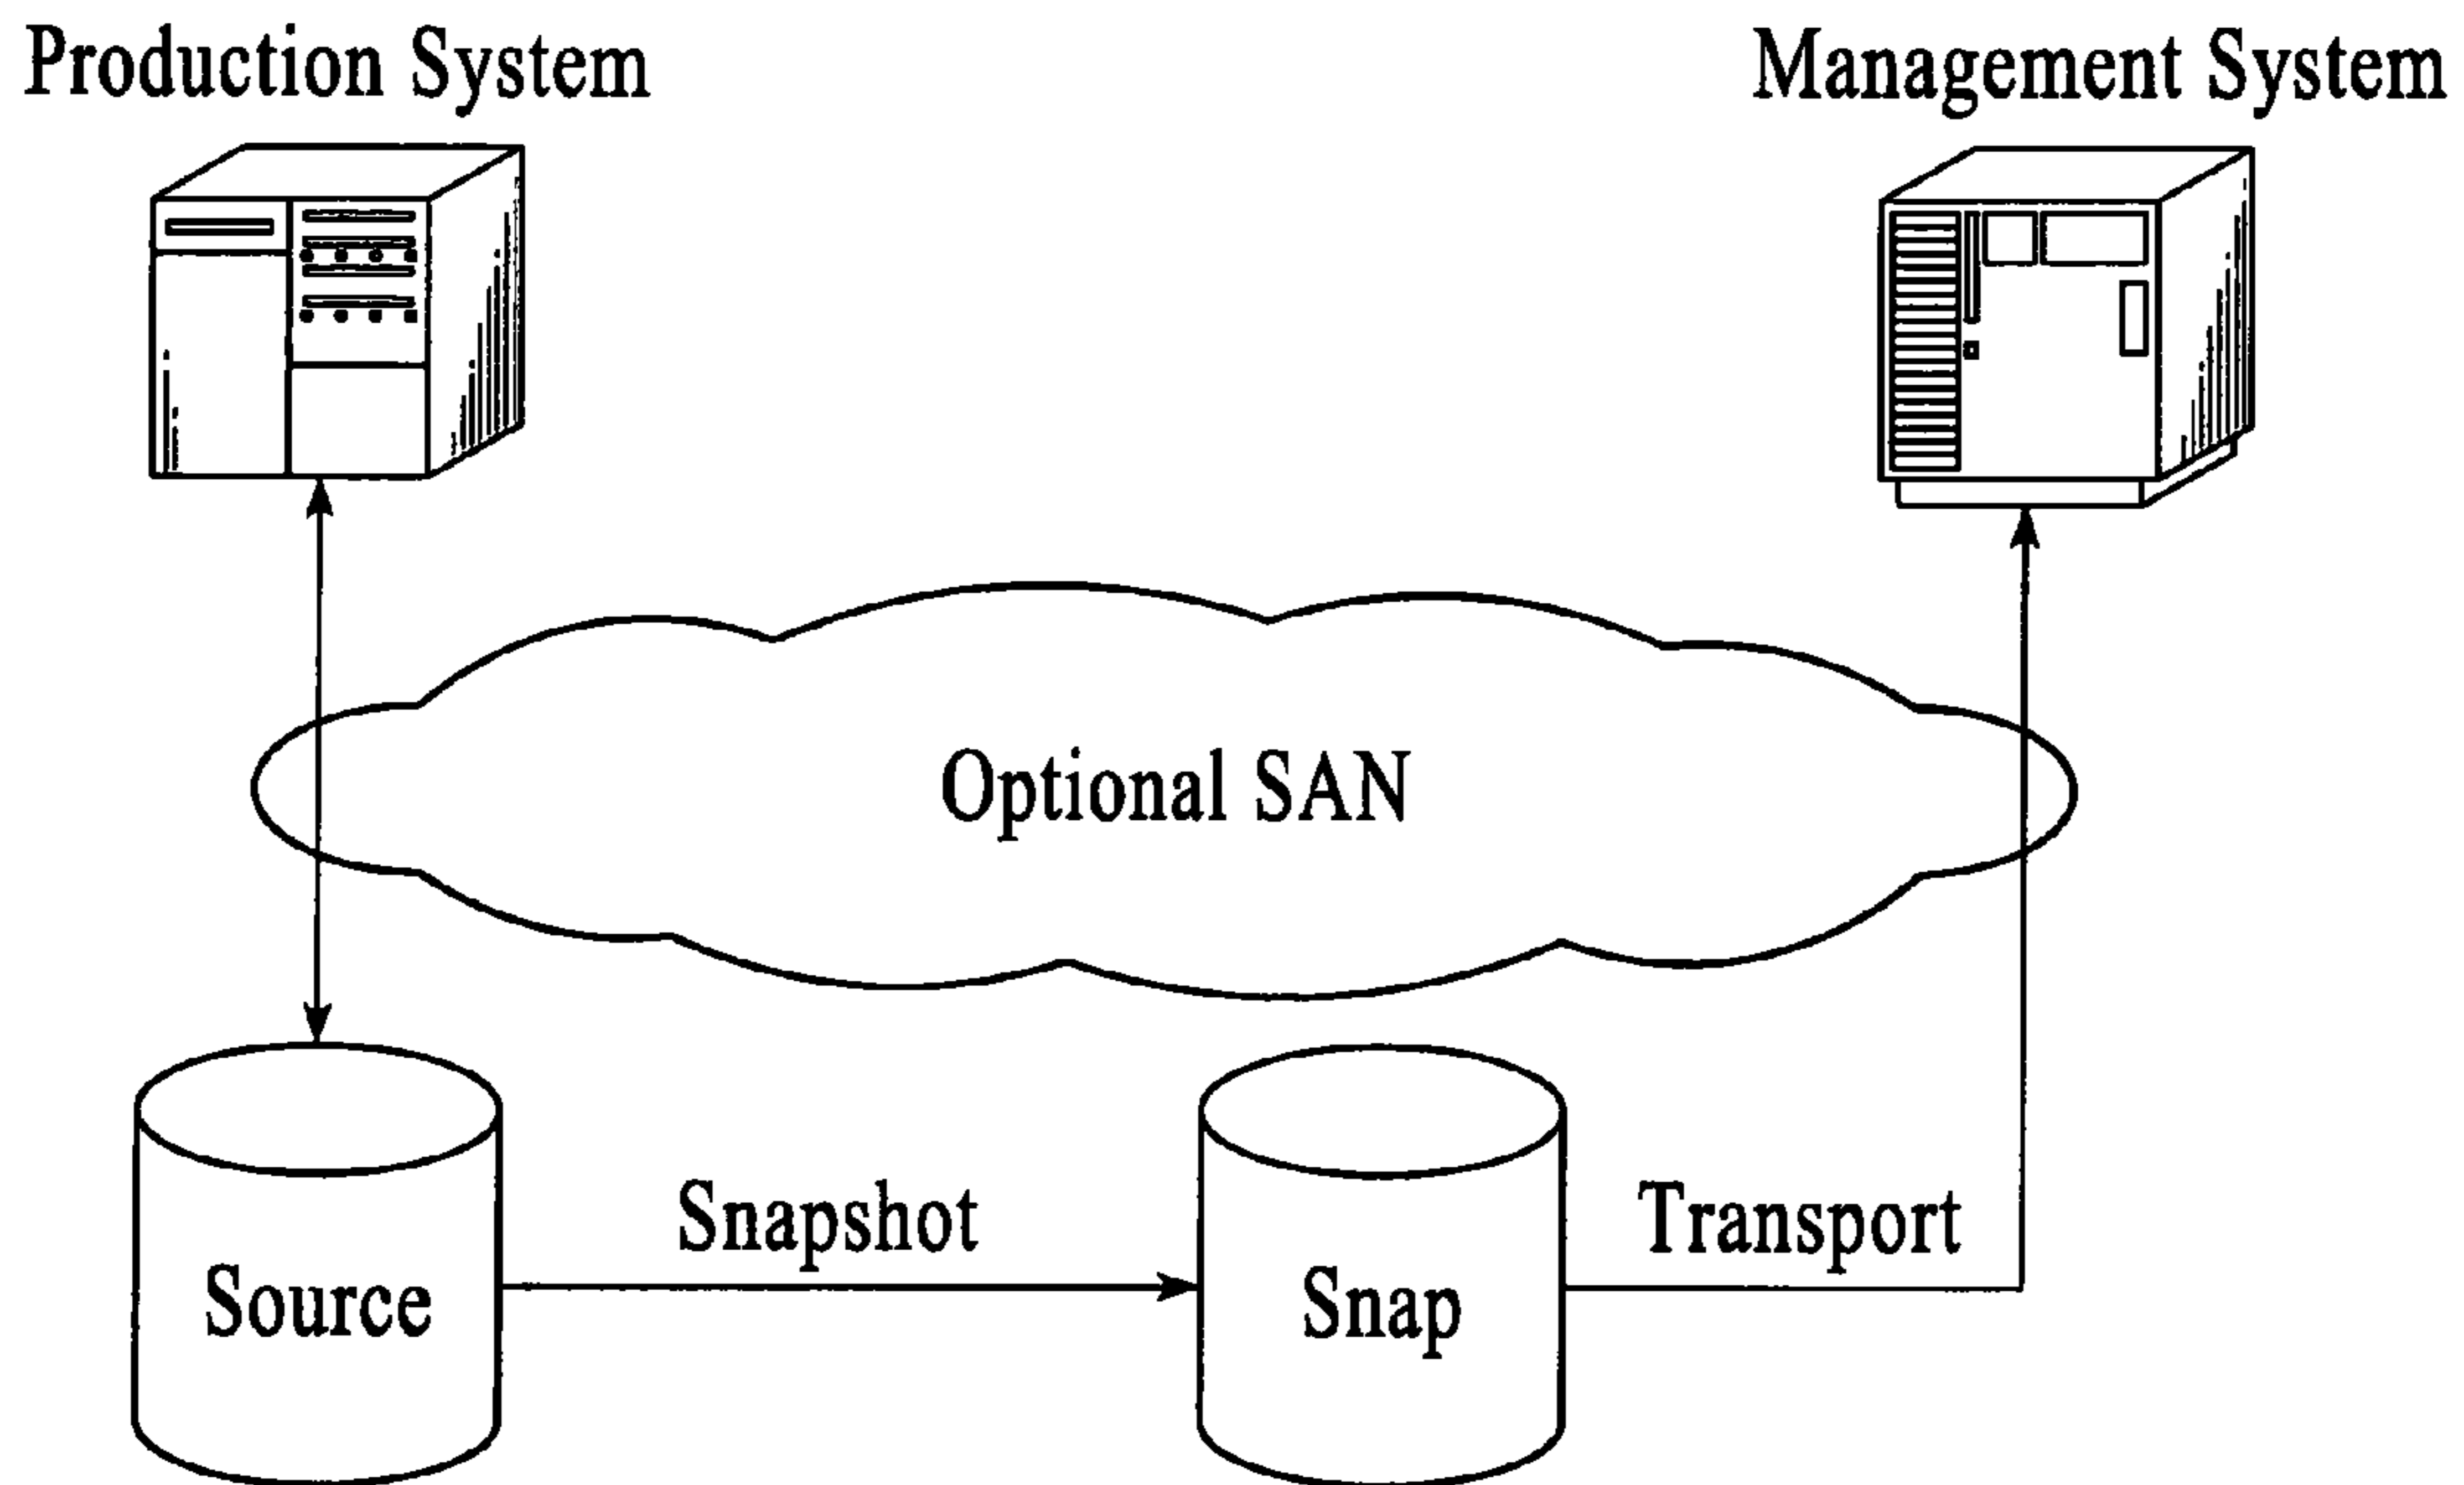 Production System
Management System
Optional SAN
Snapshot
Transport
Source
Snap